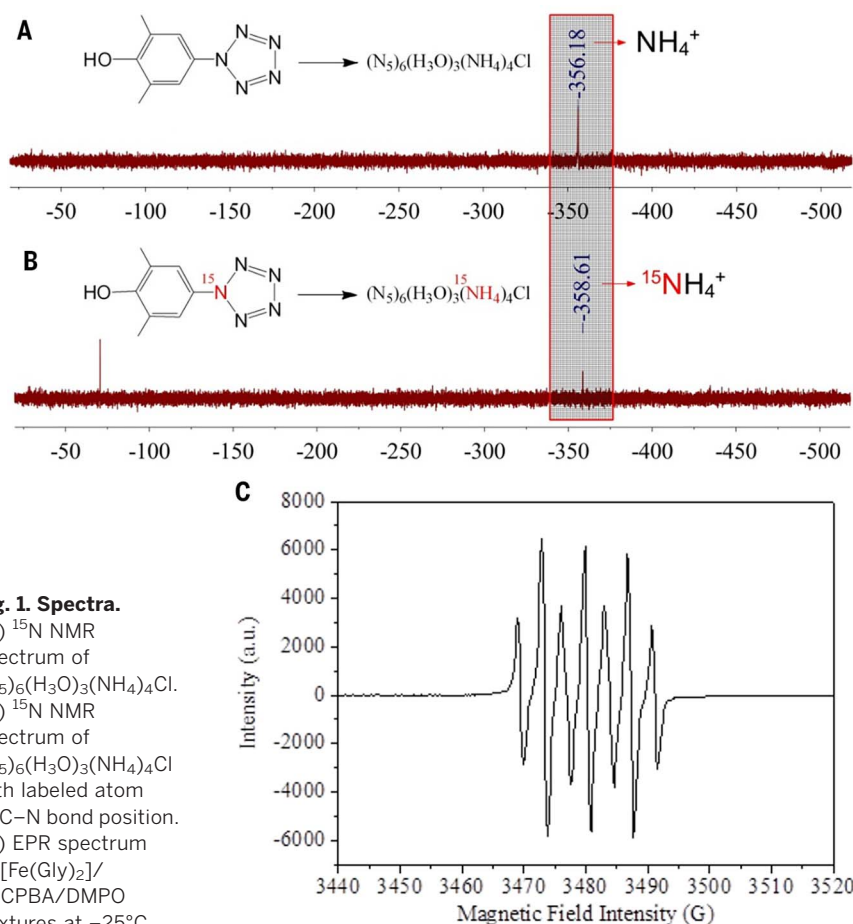 A
HO N N N N N (N₅)₆(H₃O)₃(NH₄)₄Cl -356.18 NH₄⁺
-50 -100 -150 -200 -250 -300 -350 -400 -450 -500
B
HO ¹⁵N N N N N (N₅)₆(H₃O)₃(¹⁵NH₄)₄Cl -358.61 ¹⁵NH₄⁺
-50 -100 -150 -200 -250 -300 -350 -400 -450 -500
g. 1. Spectra.
) ¹⁵N NMR
ectrum of
₅)₆(H₃O)₃(NH₄)₄Cl.
) ¹⁵N NMR
ectrum of
₅)₆(H₃O)₃(NH₄)₄Cl
th labeled atom
C–N bond position.
) EPR spectrum
[Fe(Gly)₂]/
CPBA/DMPO
xtures at –25°C
C
8000
6000
4000
2000
0
-2000
-4000
-6000
Intensity (a.u.)
3440 3450 3460 3470 3480 3490 3500 3510 3520
Magnetic Field Intensity (G)